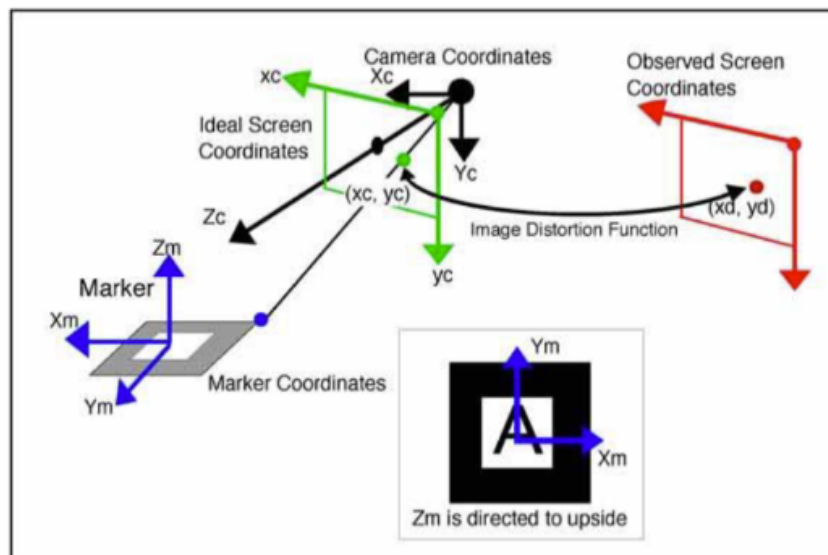 Camera Coordinates
Observed Screen
Coordinates
xc
Xc
Ideal Screen
Coordinates
Yc
(xc, yc)
(xd, yd)
Zc
Image Distortion Function
yc
Zm
Marker
Xm
Marker Coordinates
Ym
Ym
A
Xm
Zm is directed to upside